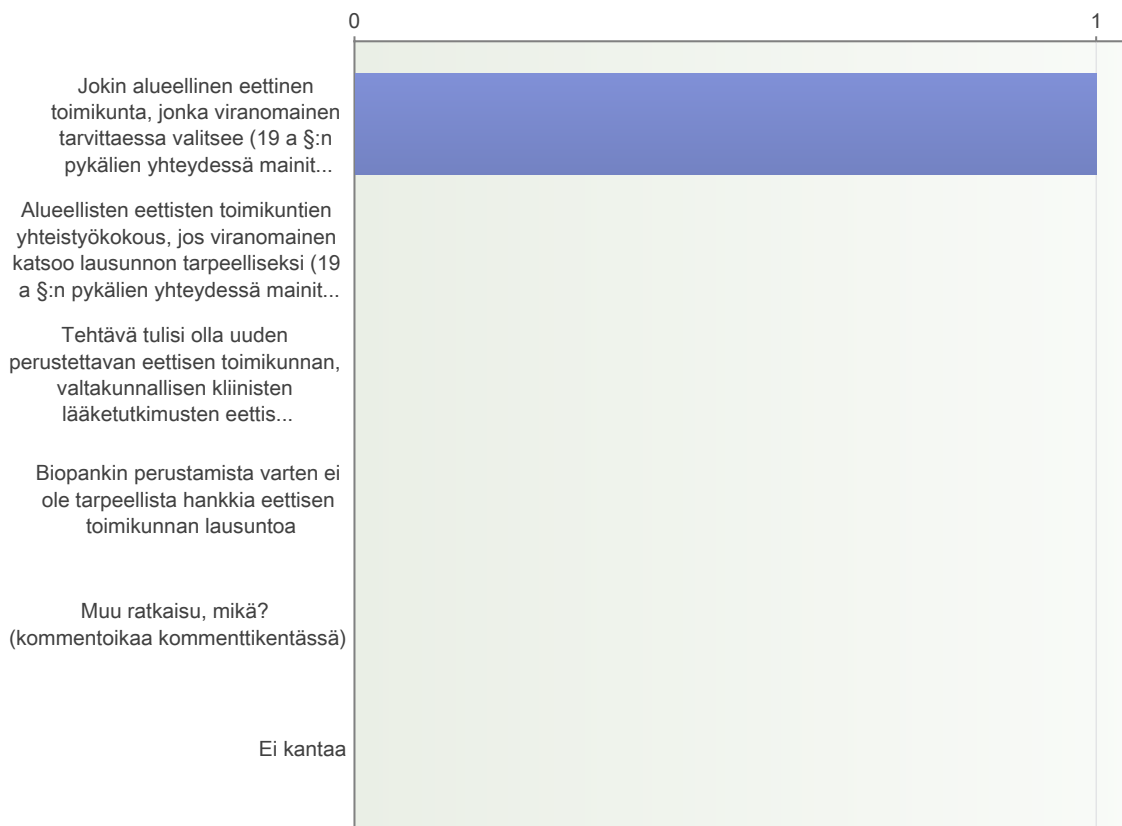 0 1
Jokin alueellinen eettinen
toimikunta, jonka viranomainen
tarvittaessa valitsee (19 a §:n
pykälien yhteydessä mainit...
Alueellisten eettisten toimikuntien
yhteistyökokous, jos viranomainen
katsoo lausunnon tarpeelliseksi (19
a §:n pykälien yhteydessä mainit...
Tehtävä tulisi olla uuden
perustettavan eettisen toimikunnan,
valtakunnallisen kliinisten
lääketutkimusten eettis...
Biopankin perustamista varten ei
ole tarpeellista hankkia eettisen
toimikunnan lausuntoa
Muu ratkaisu, mikä?
(kommentoikaa kommenttikentässä)
Ei kantaa